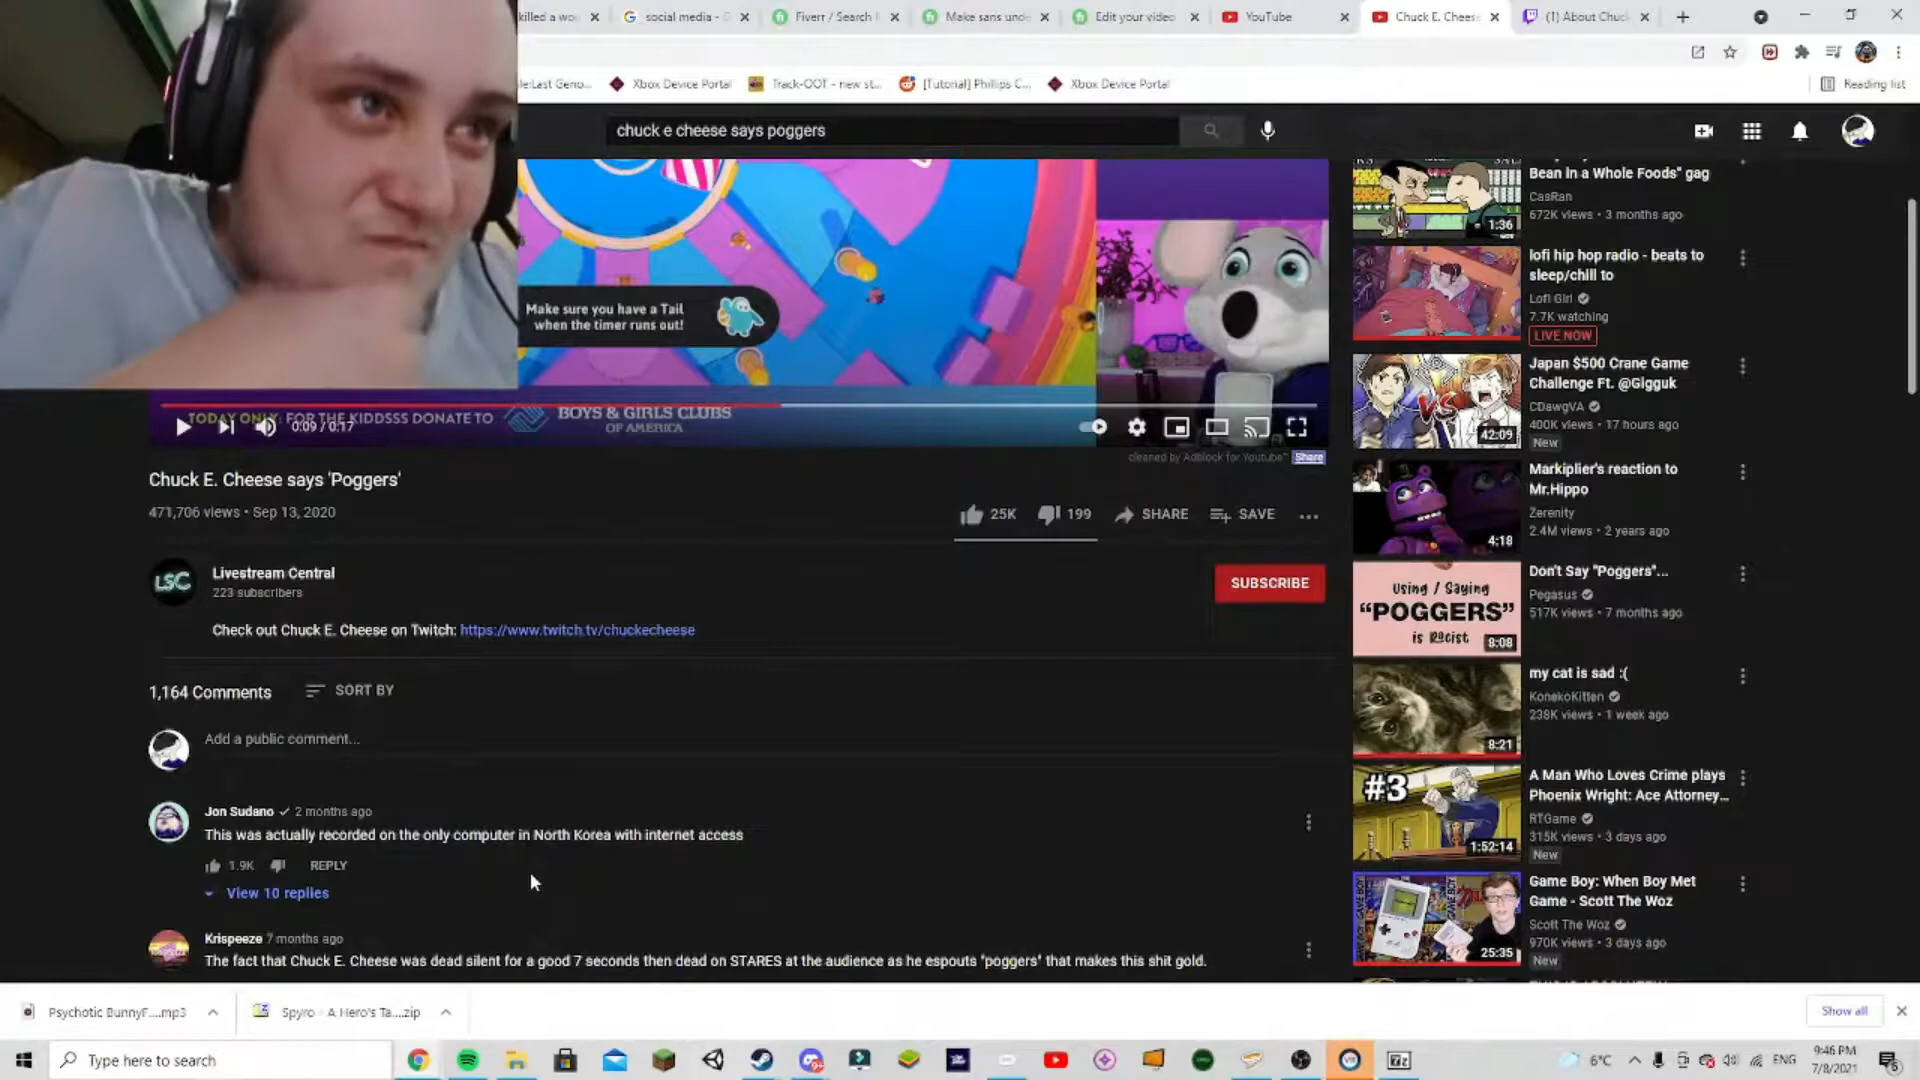 killed a wo
social media - G
Fiverr / Search
Make sans und
Edit your video
YouTube
Chuck E. Chees
(1) About Chuc
Last Geno...
Xbox Device Portal
Track-OOT - new st...
[Tutorial] Phillips C...
Xbox Device Portal
Reading list
chuck e cheese says poggers
Make sure you have a Tail
when the timer runs out!
TODAY ONLY: FOR THE KIDDSSS DONATE TO
BOYS & GIRLS CLUBS
OF AMERICA
0:09 / 0:17
cleaned by Adblock for Youtube™
Share
Chuck E. Cheese says 'Poggers'
471,706 views • Sep 13, 2020
25K
199
SHARE
SAVE
LSC
Livestream Central
223 subscribers
SUBSCRIBE
Check out Chuck E. Cheese on Twitch: https://www.twitch.tv/chuckecheese
1,164 Comments
SORT BY
Add a public comment...
Jon Sudano 2 months ago
This was actually recorded on the only computer in North Korea with internet access
1.9K
REPLY
View 10 replies
Krispeeze 7 months ago
The fact that Chuck E. Cheese was dead silent for a good 7 seconds then dead on STARES at the audience as he espouts "poggers" that makes this shit gold.
Bean In a Whole Foods" gag
CasRan
672K views • 3 months ago
1:36
lofi hip hop radio - beats to
sleep/chill to
Lofi Girl
7.7K watching
LIVE NOW
Japan $500 Crane Game
Challenge Ft. @Gigguk
CDawgVA
400K views • 17 hours ago
New
VS
42:09
Markiplier's reaction to
Mr.Hippo
Zerenity
2.4M views • 2 years ago
4:18
Don't Say "Poggers"...
Pegasus
517K views • 7 months ago
Using / Saying
"POGGERS"
is R@cist
8:08
my cat is sad :(
KonekoKitten
238K views • 1 week ago
8:21
A Man Who Loves Crime plays
Phoenix Wright: Ace Attorney...
RTGame
315K views • 3 days ago
New
#3
1:52:14
Game Boy: When Boy Met
Game - Scott The Woz
Scott The Woz
970K views • 3 days ago
New
25:35
Psychotic BunnyF....mp3
Spyro - A Hero's Ta....zip
Show all
Type here to search
6°C
ENG
9:46 PM
7/8/2021